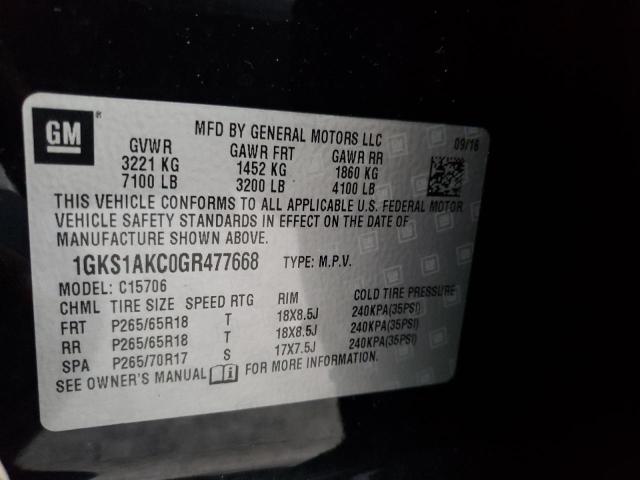 GM ®
MFD BY GENERAL MOTORS LLC 09/16
GVWR GAWR FRT GAWR RR
3221 KG 1452 KG 1860 KG
7100 LB 3200 LB 4100 LB
THIS VEHICLE CONFORMS TO ALL APPLICABLE U.S. FEDERAL MOTOR
VEHICLE SAFETY STANDARDS IN EFFECT ON THE DATE OF
MANUFACTURE SHOWN ABOVE.
1GKS1AKC0GR477668 TYPE: M.P.V.
MODEL: C15706
CHML TIRE SIZE SPEED RTG RIM COLD TIRE PRESSURE
FRT P265/65R18 T 18X8.5J 240KPA(35PSI)
RR P265/65R18 T 18X8.5J 240KPA(35PSI)
SPA P265/70R17 S 17X7.5J 240KPA(35PSI)
SEE OWNER'S MANUAL i FOR MORE INFORMATION.